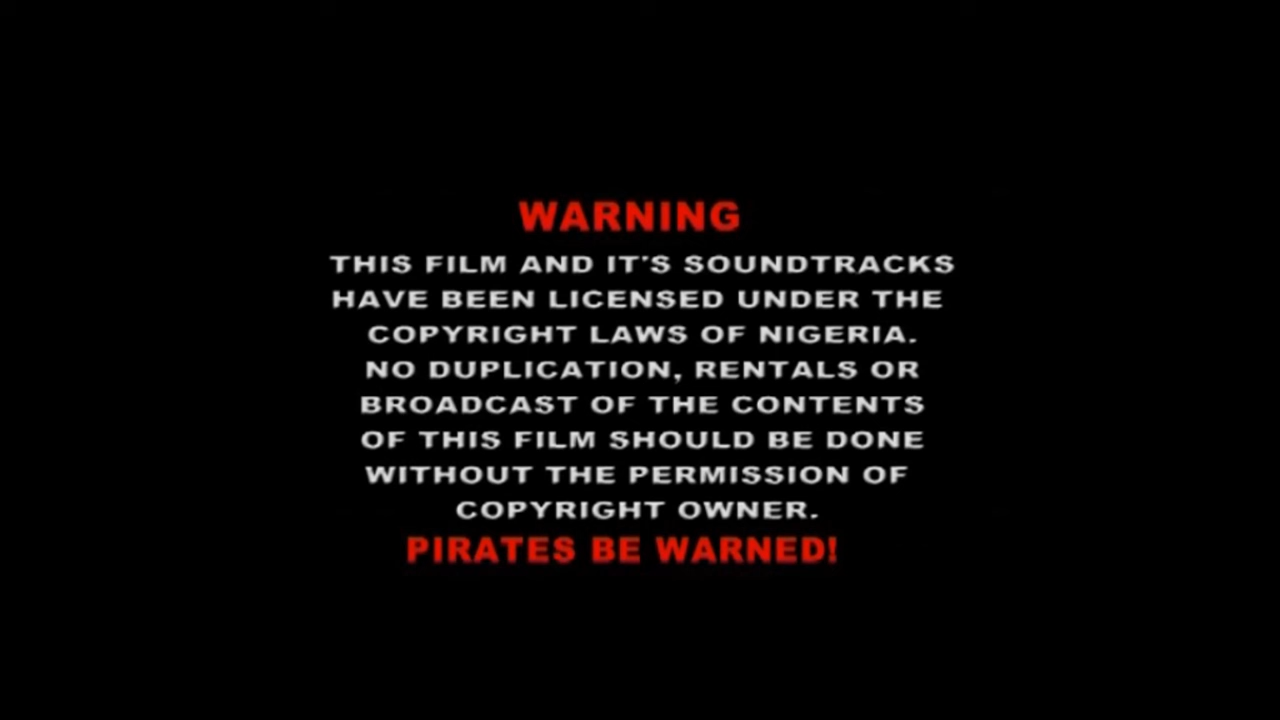 WARNING
THIS FILM AND IT'S SOUNDTRACKS
HAVE BEEN LICENSED UNDER THE
COPYRIGHT LAWS OF NIGERIA.
NO DUPLICATION, RENTALS OR
BROADCAST OF THE CONTENTS
OF THIS FILM SHOULD BE DONE
WITHOUT THE PERMISSION OF
COPYRIGHT OWNER.
PIRATES BE WARNED!